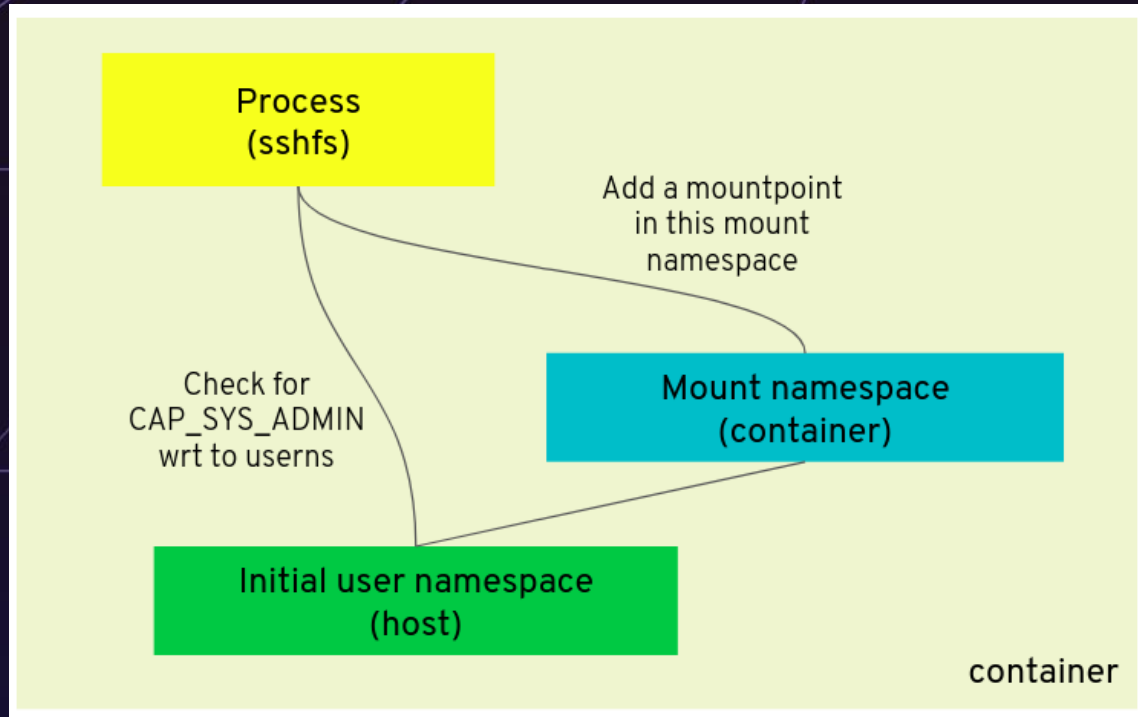 Process
(sshfs)
Add a mountpoint
in this mount
namespace
Check for
CAP_SYS_ADMIN
wrt to userns
Mount namespace
(container)
Initial user namespace
(host)
container